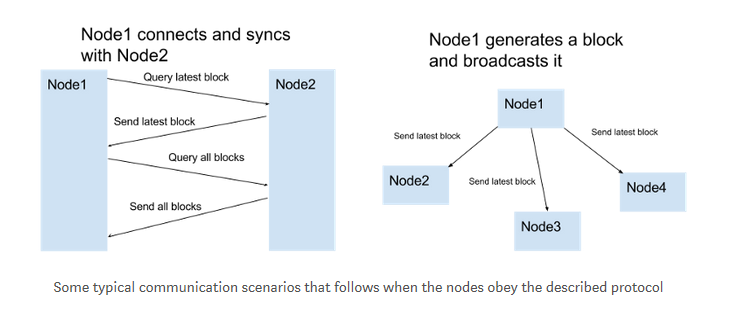 Node1 connects and syncs
with Node2
Node1
Query latest block
Node2
Send latest block
Query all blocks
Send all blocks
Node1 generates a block
and broadcasts it
Node1
Send latest block
Send latest block
Node2
Send latest block
Node4
Node3
Some typical communication scenarios that follows when the nodes obey the described protocol